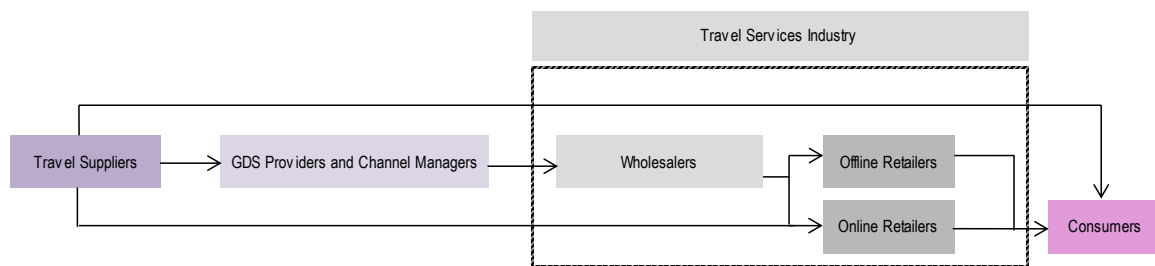 Travel Services Industry
Travel Suppliers
GDS Providers and Channel Managers
Wholesalers
Offline Retailers
Online Retailers
Consumers